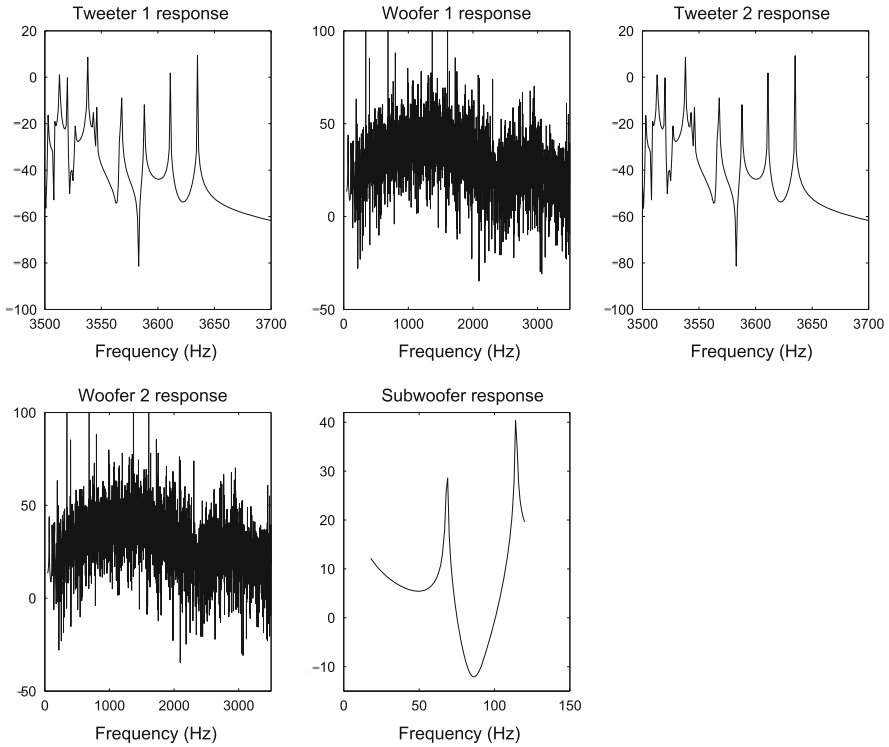 Tweeter 1 response
Woofer 1 response
Tweeter 2 response
20
0
−20
−40
−60
−80
−100
3500 3550 3600 3650 3700
Frequency (Hz)
100
50
0
−50
0 1000 2000 3000
Frequency (Hz)
20
0
−20
−40
−60
−80
−100
3500 3550 3600 3650 3700
Frequency (Hz)
Woofer 2 response
Subwoofer response
100
50
0
-50
0 1000 2000 3000
Frequency (Hz)
40
30
20
10
0
−10
0 50 100 150
Frequency (Hz)